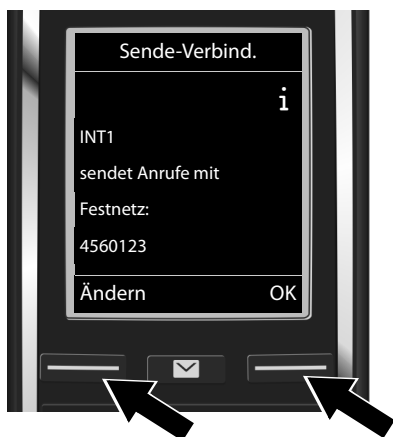 Sende-Verbind.
i
INT1
sendet Anrufe mit
Festnetz:
4560123
Ändern OK